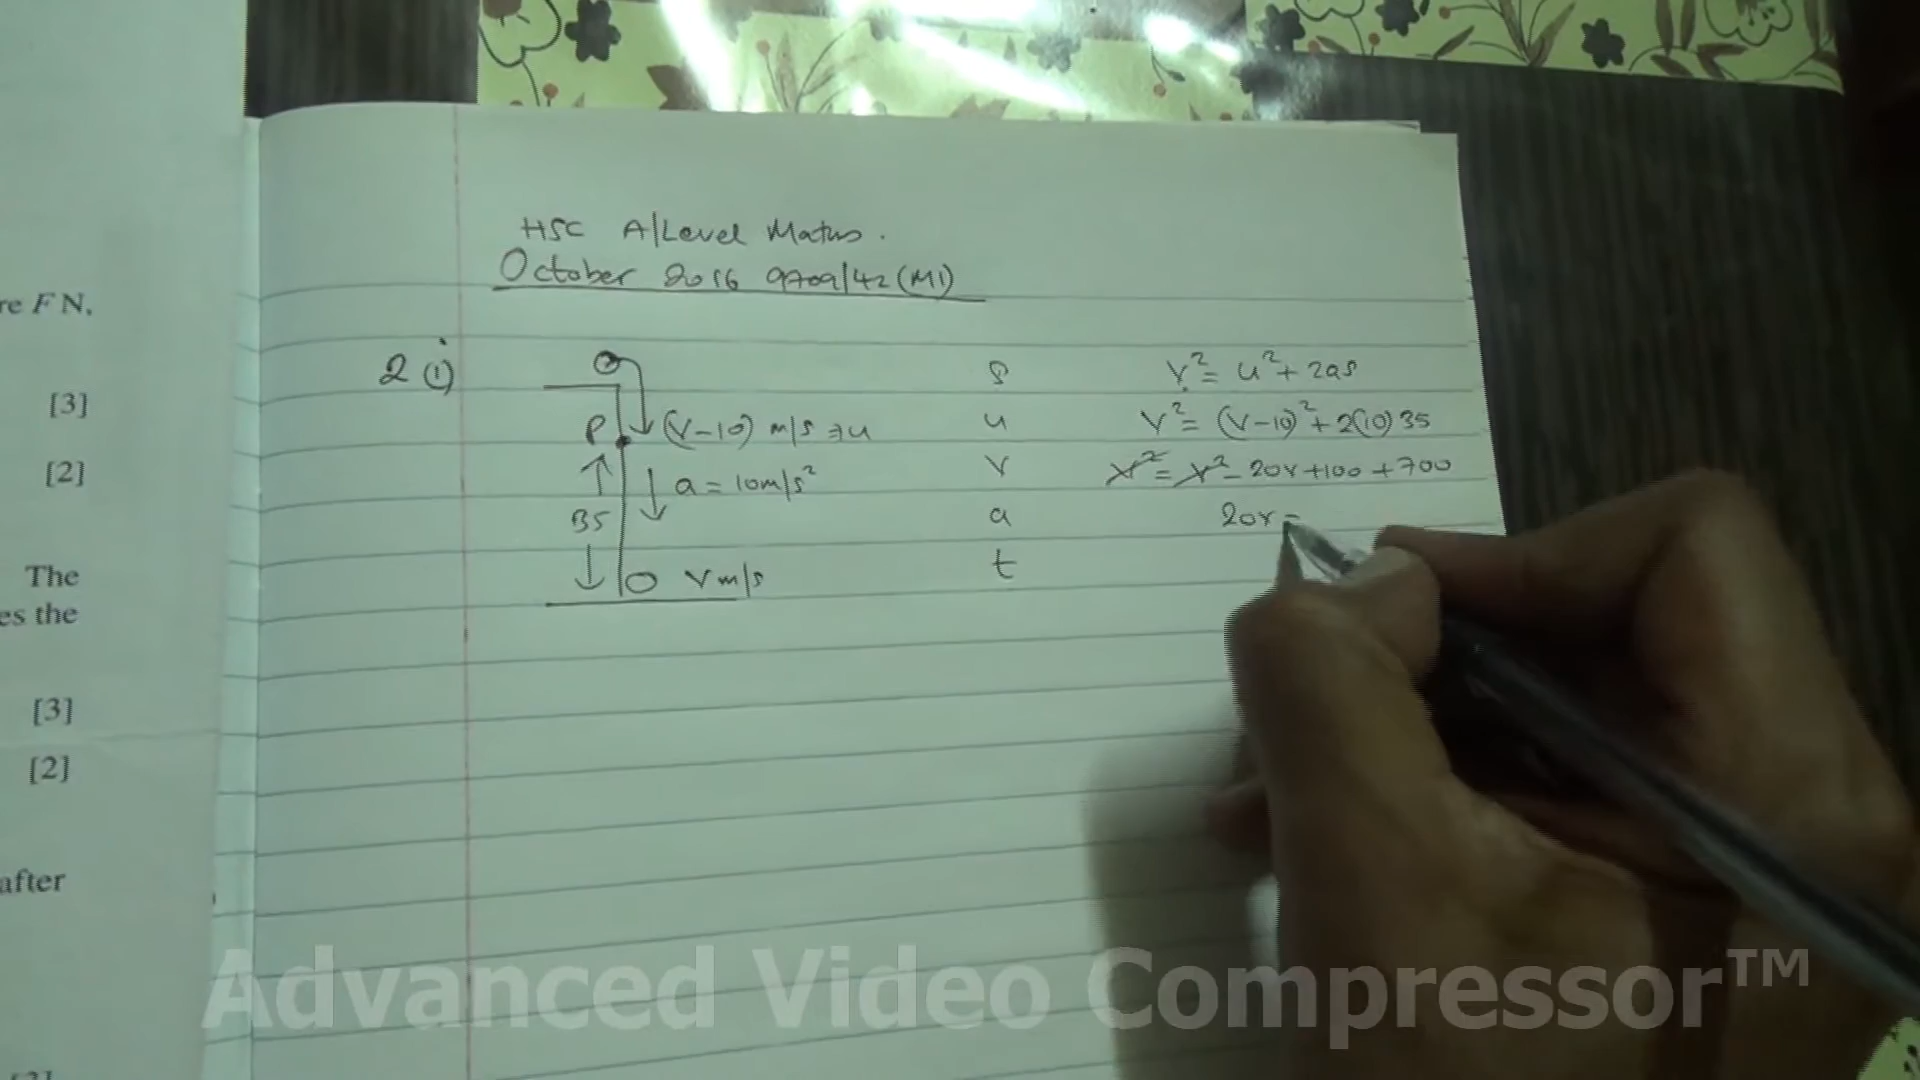 re F N,
[3]
[2]
The
es the
[3]
[2]
after
HSC A/Level Maths.
October 2016 9709/42 (M1)
2 (i)
P (V-10) m/s = u
a = 10m/s²
35
V m/s
s
u
v
a
t
V² = u² + 2as
V² = (V-10)² + 2(10)35
V² = V² - 20V + 100 + 700
20V =
Advanced Video Compressor™